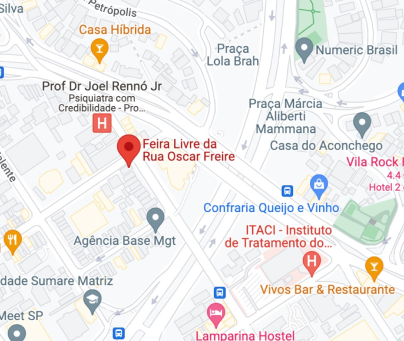 Silva
Petrópolis
Casa Híbrida
Praça
Lola Brah
Numeric Brasil
Prof Dr Joel Rennó Jr
Psiquiatra com
Credibilidade - Pro...
Praça Márcia
Aliberti
Mammana
Feira Livre da
Rua Oscar Freire
Casa do Aconchego
Vila Rock H
4.4
Hotel 2
alente
Confraria Queijo e Vinho
ITACI - Instituto
de Tratamento do...
Agência Base Mgt
dade Sumare Matriz
Vivos Bar & Restaurante
Meet SP
Lamparina Hostel